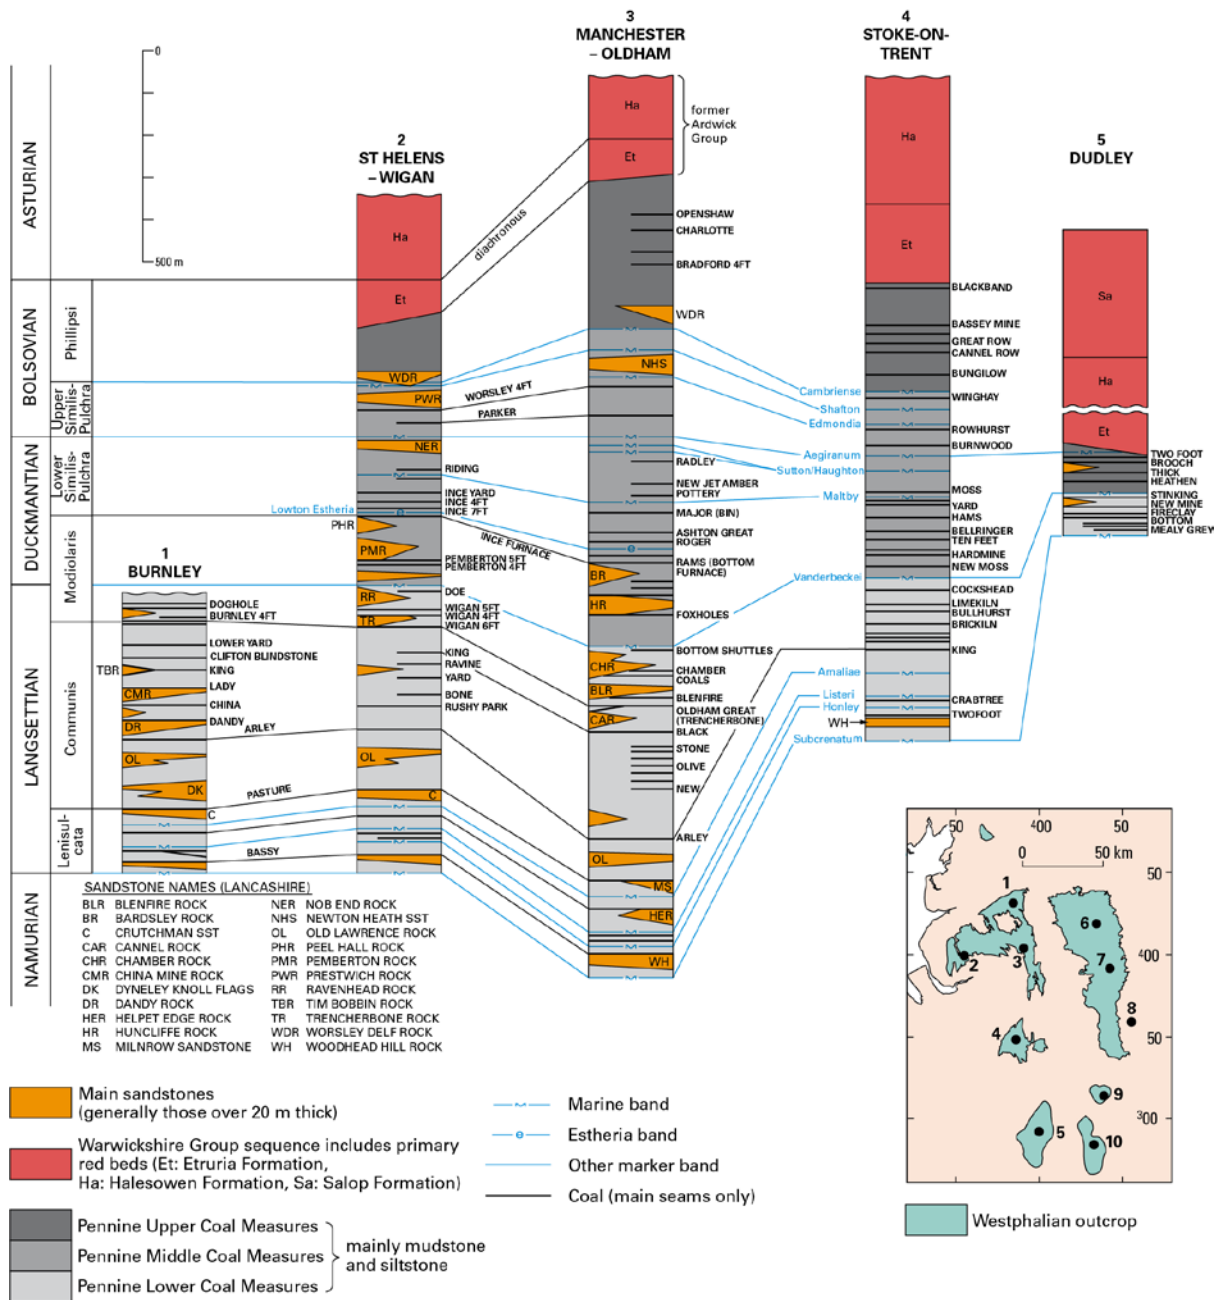 0
500 m
ASTURIAN
BOLSOVIAN
DUCKMANTIAN
LANGSETTIAN
NAMURIAN
Phillipsi
Upper Similis-Pulchra
Lower Similis-Pulchra
Modiolaris
Communis
Lenisulcata
1
BURNLEY
DOGHOLE
BURNLEY 4FT
LOWER YARD
CLIFTON BLINDSTONE
TBR
KING
LADY
CMR
CHINA
DR
DANDY
ARLEY
OL
DK
PASTURE
C
BASSY
2
ST HELENS
– WIGAN
Ha
Et
WDR
PWR
WORSLEY 4FT
PARKER
NER
RIDING
INCE YARD
INCE 4FT
INCE 7FT
Lowton Estheria
PHR
INCE FURNACE
PMR
PEMBERTON 5FT
PEMBERTON 4FT
RR
DOE
WIGAN 5FT
WIGAN 4FT
TR
WIGAN 6FT
KING
RAVINE
YARD
BONE
RUSHY PARK
OL
C
diachronous
3
MANCHESTER
– OLDHAM
Ha
Et
former
Ardwick
Group
OPENSHAW
CHARLOTTE
BRADFORD 4FT
WDR
NHS
RADLEY
NEW JET AMBER
POTTERY
MAJOR (BIN)
ASHTON GREAT
ROGER
RAMS (BOTTOM
FURNACE)
BR
HR
FOXHOLES
BOTTOM SHUTTLES
CHR
CHAMBER
COALS
BLR
BLENFIRE
OLDHAM GREAT
(TRENCHERBONE)
CAR
BLACK
STONE
OLIVE
NEW
ARLEY
OL
MS
HER
WH
Cambriense
Shafton
Edmondia
Aegiranum
Sutton/Haughton
Maltby
Vanderbeckei
Amaliae
Listeri
Honley
WH
Subcrenatum
4
STOKE-ON-
TRENT
Ha
Et
BLACKBAND
BASSEY MINE
GREAT ROW
CANNEL ROW
BUNGILOW
WINGHAY
ROWHURST
BURNWOOD
MOSS
YARD
HAMS
BELLRINGER
TEN FEET
HARDMINE
NEW MOSS
COCKSHEAD
LIMEKILN
BULLHURST
BRICKILN
KING
CRABTREE
TWOFOOT
5
DUDLEY
Sa
Ha
Et
TWO FOOT
BROOCH
THICK
HEATHEN
STINKING
NEW MINE
FIRECLAY
BOTTOM
MEALY GREY
SANDSTONE NAMES (LANCASHIRE)
BLR BLENFIRE ROCK
BR BARDSLEY ROCK
C CRUTCHMAN SST
CAR CANNEL ROCK
CHR CHAMBER ROCK
CMR CHINA MINE ROCK
DK DYNELEY KNOLL FLAGS
DR DANDY ROCK
HER HELPET EDGE ROCK
HR HUNCLIFFE ROCK
MS MILNROW SANDSTONE
NER NOB END ROCK
NHS NEWTON HEATH SST
OL OLD LAWRENCE ROCK
PHR PEEL HALL ROCK
PMR PEMBERTON ROCK
PWR PRESTWICH ROCK
RR RAVENHEAD ROCK
TBR TIM BOBBIN ROCK
TR TRENCHERBONE ROCK
WDR WORSLEY DELF ROCK
WH WOODHEAD HILL ROCK
Main sandstones
(generally those over 20 m thick)
Warwickshire Group sequence includes primary
red beds (Et: Etruria Formation,
Ha: Halesowen Formation, Sa: Salop Formation)
Pennine Upper Coal Measures
Pennine Middle Coal Measures
Pennine Lower Coal Measures
mainly mudstone
and siltstone
Marine band
Estheria band
Other marker band
Coal (main seams only)
50 400 50
0 50 km
50
400
50
300
1
2
3
4
5
6
7
8
9
10
Westphalian outcrop